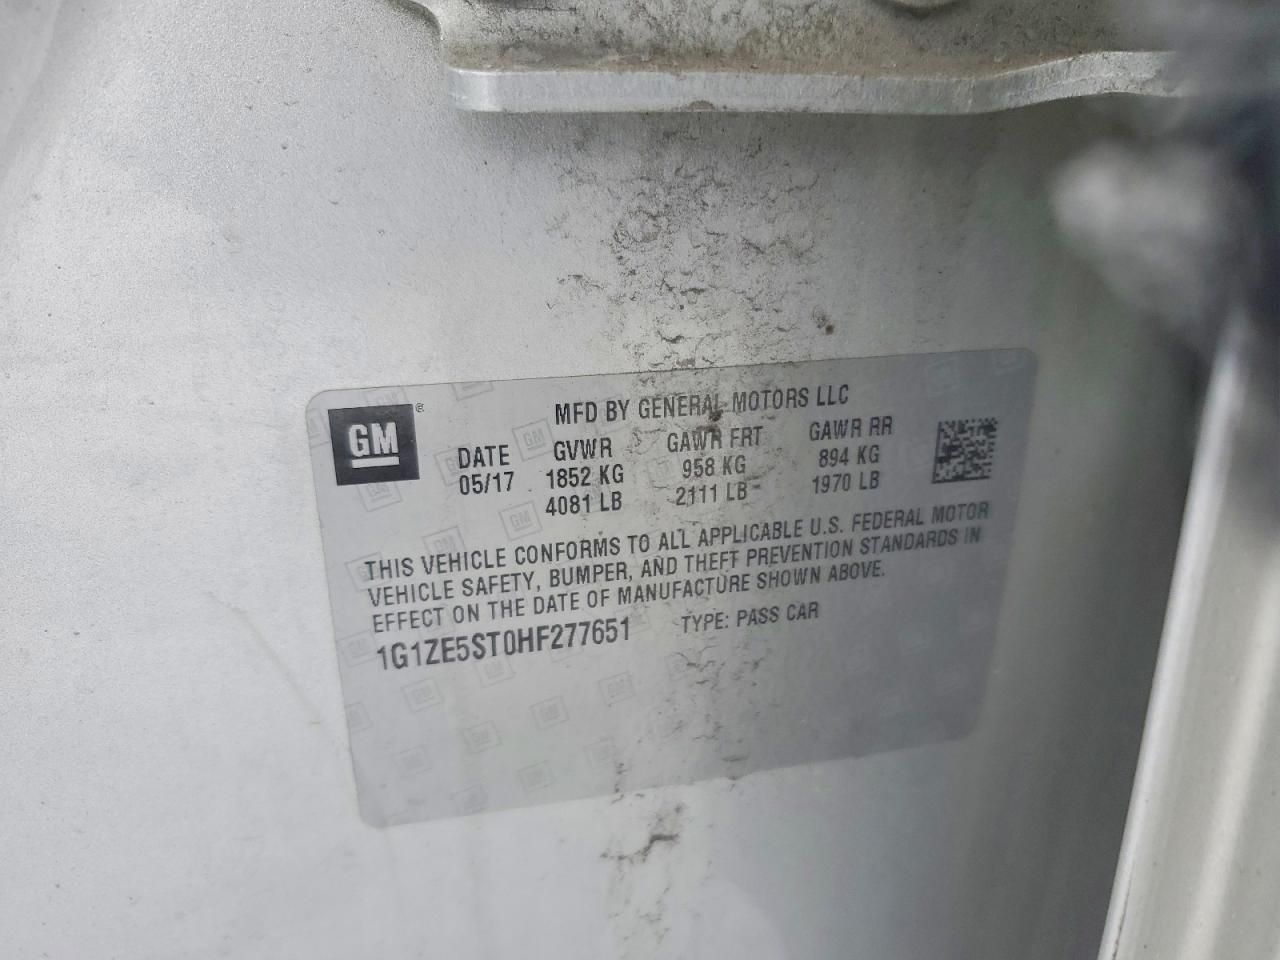 GM ®
MFD BY GENERAL MOTORS LLC
DATE GVWR GAWR FRT GAWR RR
05/17 1852 KG 958 KG 894 KG
4081 LB 2111 LB 1970 LB
THIS VEHICLE CONFORMS TO ALL APPLICABLE U.S. FEDERAL MOTOR
VEHICLE SAFETY, BUMPER, AND THEFT PREVENTION STANDARDS IN
EFFECT ON THE DATE OF MANUFACTURE SHOWN ABOVE.
1G1ZE5ST0HF277651 TYPE: PASS CAR